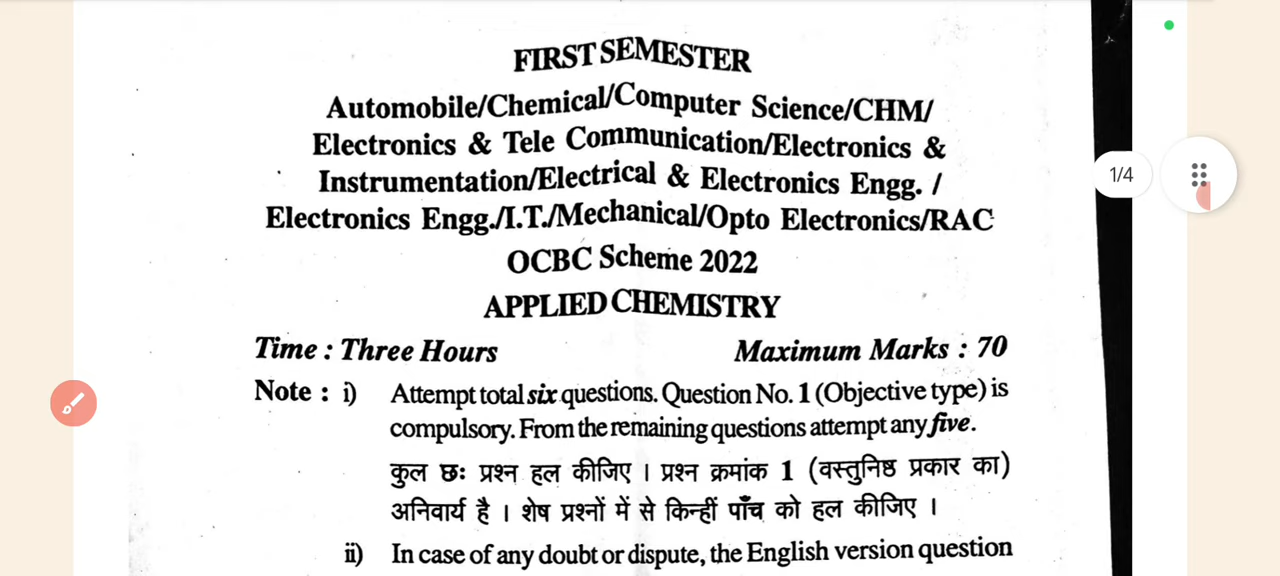 FIRST SEMESTER
Automobile/Chemical/Computer Science/CHM/
Electronics & Tele Communication/Electronics &
Instrumentation/Electrical & Electronics Engg. /
Electronics Engg./I.T./Mechanical/Opto Electronics/RAC
OCBC Scheme 2022
APPLIED CHEMISTRY
Time : Three Hours Maximum Marks : 70
Note : i) Attempt total six questions. Question No. 1 (Objective type) is
compulsory. From the remaining questions attempt any five.
कुल छः प्रश्न हल कीजिए । प्रश्न क्रमांक 1 (वस्तुनिष्ठ प्रकार का)
अनिवार्य है । शेष प्रश्नों में से किन्हीं पाँच को हल कीजिए ।
ii) In case of any doubt or dispute, the English version question
1/4